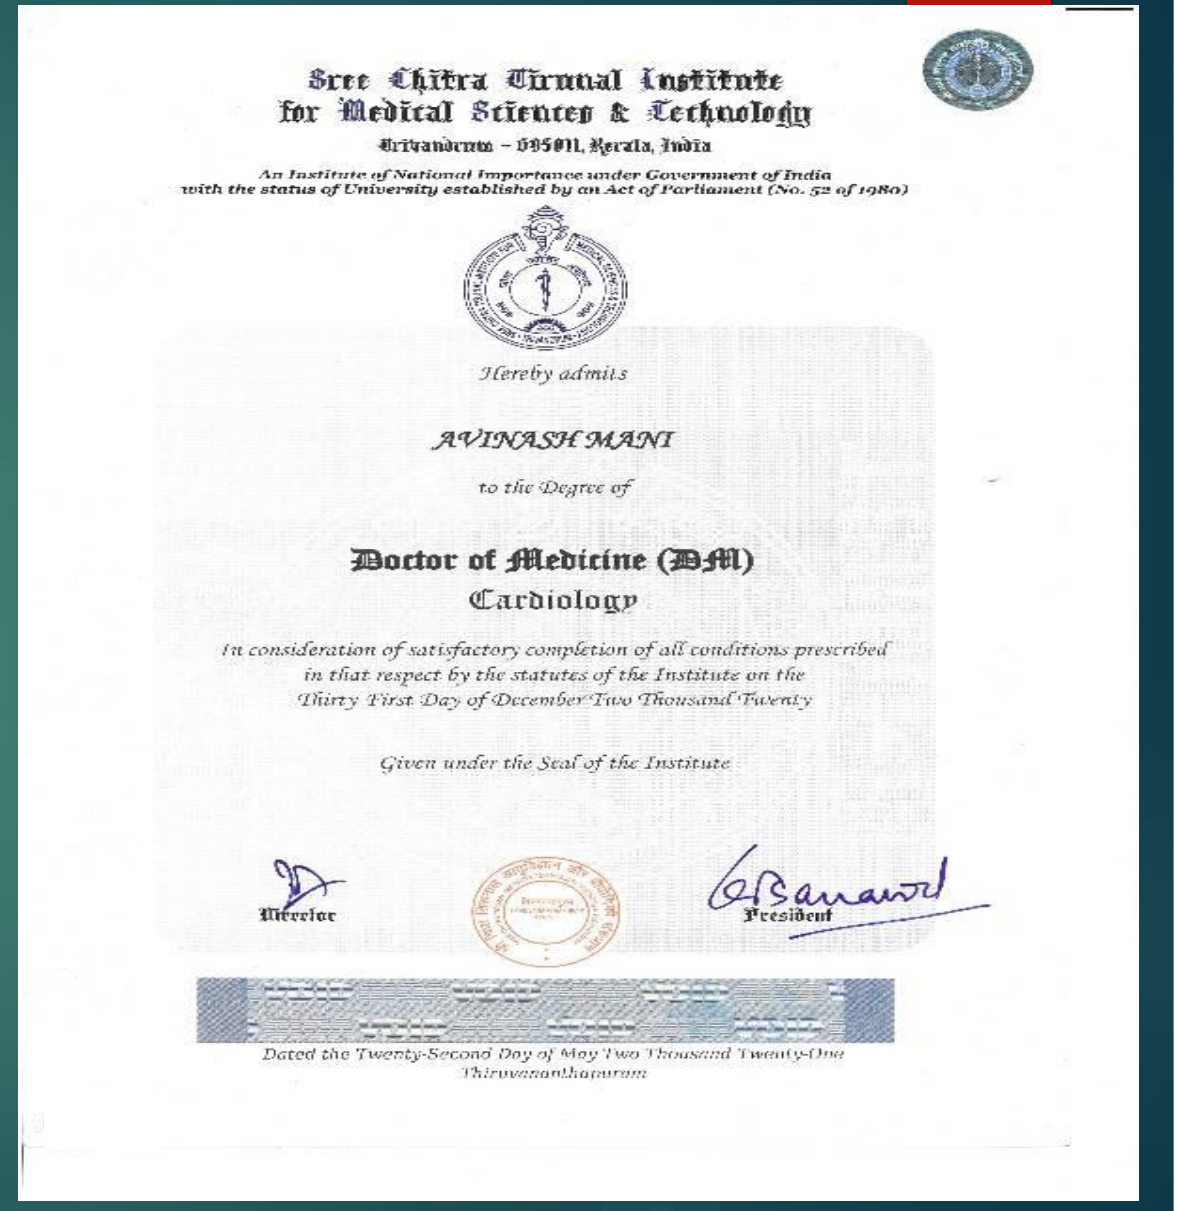 Sree Chitra Tirunal Institute
for Medical Sciences & Technology
Trivandrum – 695011, Kerala, India
An Institute of National Importance under Government of India
with the status of University established by an Act of Parliament (No. 52 of 1980)
Hereby admits
AVINASH MANI
to the Degree of
Doctor of Medicine (DM)
Cardiology
In consideration of satisfactory completion of all conditions prescribed
in that respect by the statutes of the Institute on the
Thirty First Day of December Two Thousand Twenty
Given under the Seal of the Institute
Director
President
Dated the Twenty-Second Day of May Two Thousand Twenty-One
Thiruvananthapuram